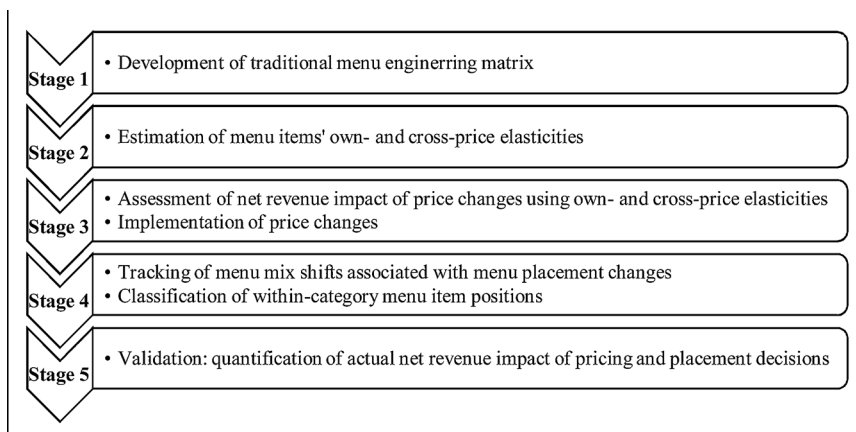 Stage 1
• Development of traditional menu enginerring matrix
Stage 2
• Estimation of menu items' own- and cross-price elasticities
Stage 3
• Assessment of net revenue impact of price changes using own- and cross-price elasticities
• Implementation of price changes
Stage 4
• Tracking of menu mix shifts associated with menu placement changes
• Classification of within-category menu item positions
Stage 5
• Validation: quantification of actual net revenue impact of pricing and placement decisions